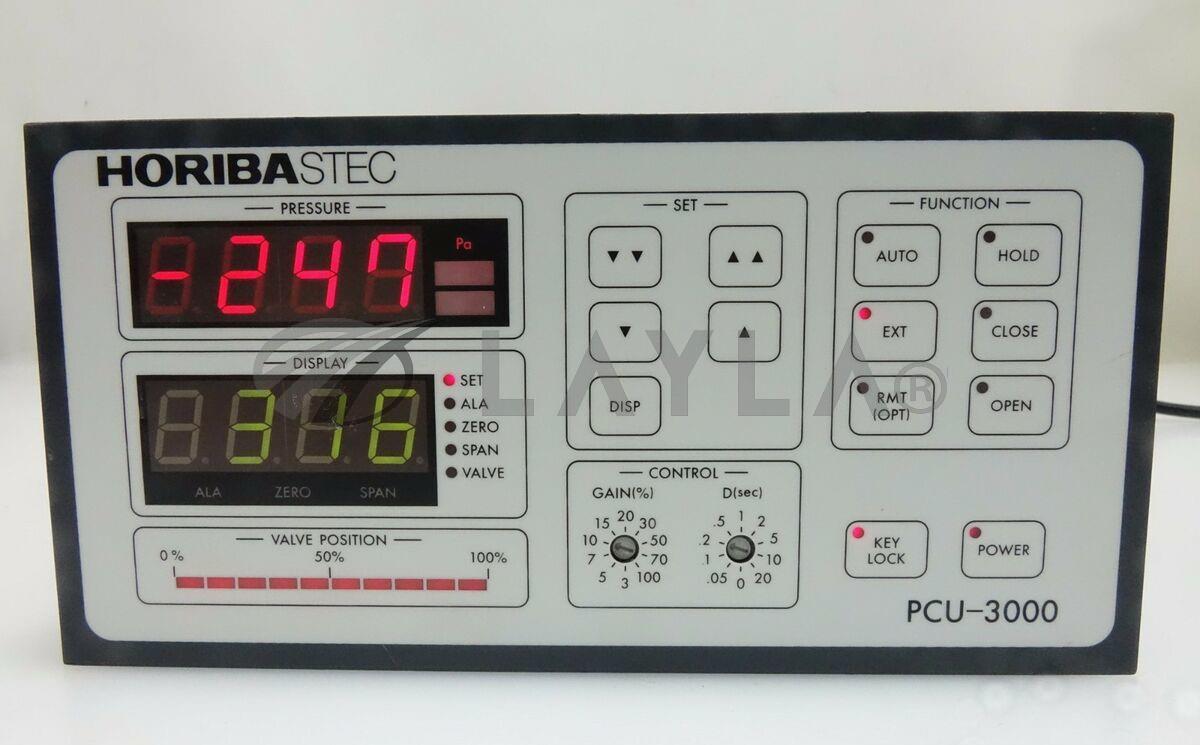 HORIBASTEC
PRESSURE
-247
Pa
DISPLAY
316
SET
ALA
ZERO
SPAN
VALVE
ALA ZERO SPAN
VALVE POSITION
0% 50% 100%
SET
▼▼ ▲▲
▼ ▲
DISP
CONTROL
GAIN(%)
20
15 30
10 50
7 70
5 3 100
D(sec)
1
.5 2
.2 5
.1 10
.05 0 20
FUNCTION
AUTO HOLD
EXT CLOSE
RMT
(OPT)
OPEN
KEY
LOCK
POWER
PCU-3000
LAYLA®